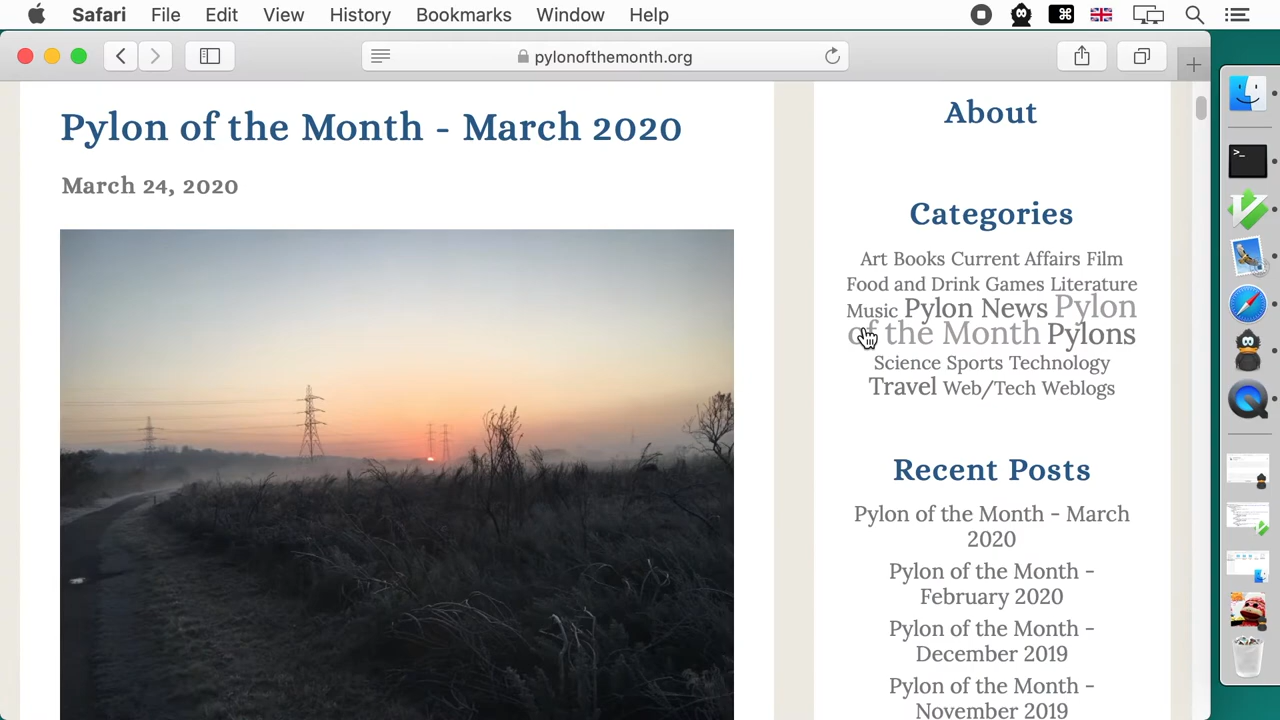 Safari File Edit View History Bookmarks Window Help
pylonofthemonth.org
Pylon of the Month - March 2020
March 24, 2020
About
Categories
Art Books Current Affairs Film
Food and Drink Games Literature
Music Pylon News Pylon
of the Month Pylons
Science Sports Technology
Travel Web/Tech Weblogs
Recent Posts
Pylon of the Month - March
2020
Pylon of the Month -
February 2020
Pylon of the Month -
December 2019
Pylon of the Month -
November 2019